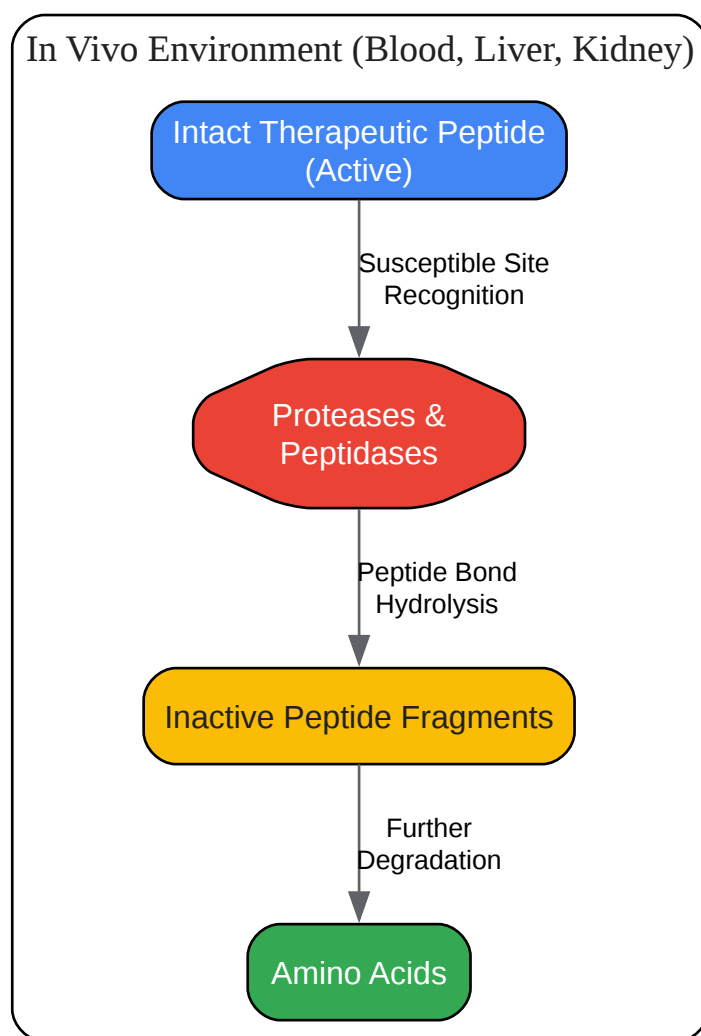 In Vivo Environment (Blood, Liver, Kidney)
Intact Therapeutic Peptide
(Active)
Susceptible Site
Recognition
Proteases &
Peptidases
Peptide Bond
Hydrolysis
Inactive Peptide Fragments
Further
Degradation
Amino Acids